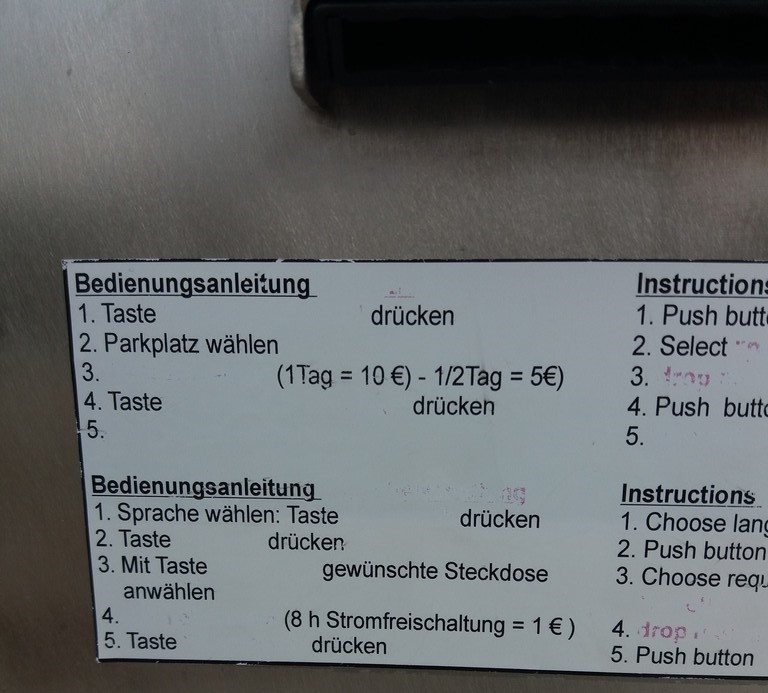 Bedienungsanleitung
1. Taste drücken
2. Parkplatz wählen
3. (1Tag = 10 €) - 1/2Tag = 5€)
4. Taste drücken
5.
Bedienungsanleitung
1. Sprache wählen: Taste drücken
2. Taste drücken
3. Mit Taste gewünschte Steckdose
anwählen
4. (8 h Stromfreischaltung = 1 € )
5. Taste drücken
Instructions
1. Push butt
2. Select
3. drop
4. Push butto
5.
Instructions
1. Choose lang
2. Push button
3. Choose requ
4. drop
5. Push button